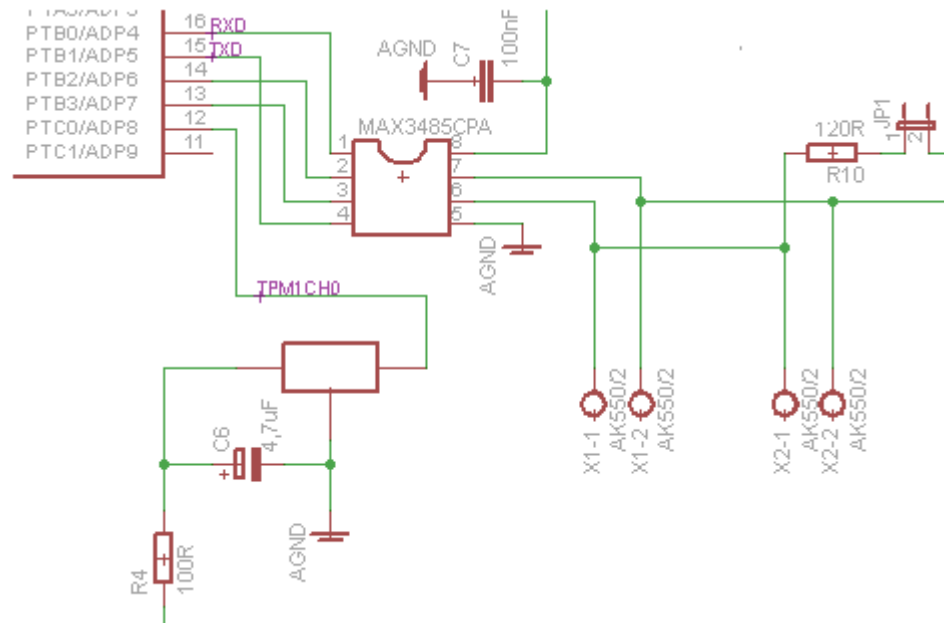 16 RXD
PTB0/ADP4
15 TXD
PTB1/ADP5
14
PTB2/ADP6
13
PTB3/ADP7
12
PTC0/ADP8
11
PTC1/ADP9
AGND
C7
100nF
MAX3485CPA
1
2
3
4
8
7
6
5
AGND
120R
R10
JP1
1
2
TPM1CH0
C6
4,7uF
+
AGND
R4
100R
X1-1
AK550/2
X1-2
AK550/2
X2-1
AK550/2
X2-2
AK550/2